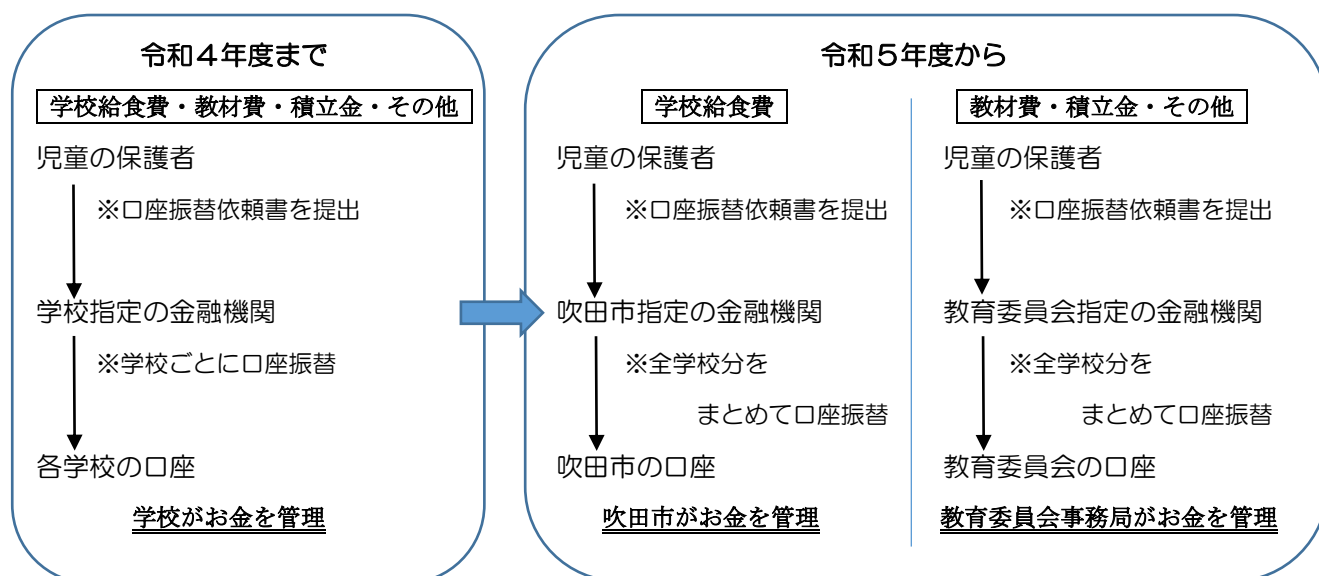 令和４年度まで
学校給食費・教材費・積立金・その他
児童の保護者
※口座振替依頼書を提出
学校指定の金融機関
※学校ごとに口座振替
各学校の口座
学校がお金を管理
令和５年度から
学校給食費
児童の保護者
※口座振替依頼書を提出
吹田市指定の金融機関
※全学校分を
まとめて口座振替
吹田市の口座
吹田市がお金を管理
教材費・積立金・その他
児童の保護者
※口座振替依頼書を提出
教育委員会指定の金融機関
※全学校分を
まとめて口座振替
教育委員会の口座
教育委員会事務局がお金を管理